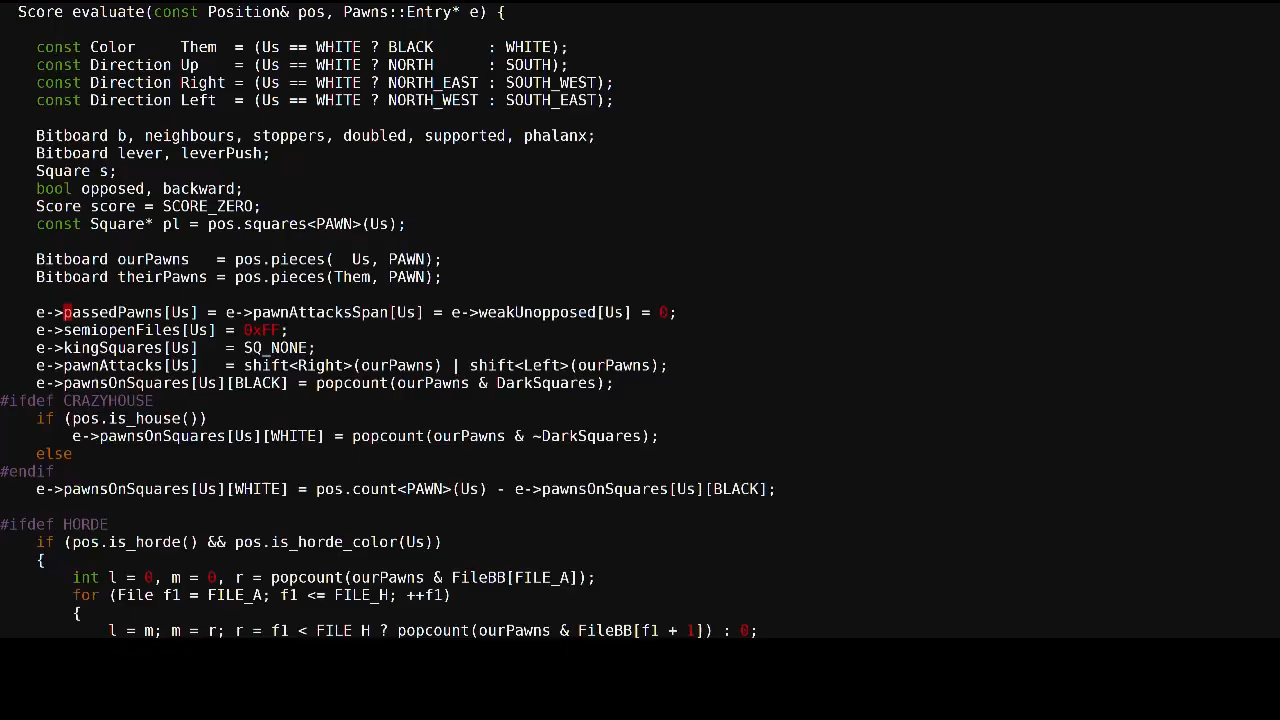 Score evaluate(const Position& pos, Pawns::Entry* e) {
const Color     Them  = (Us == WHITE ? BLACK      : WHITE);
const Direction Up    = (Us == WHITE ? NORTH      : SOUTH);
const Direction Right = (Us == WHITE ? NORTH_EAST : SOUTH_WEST);
const Direction Left  = (Us == WHITE ? NORTH_WEST : SOUTH_EAST);
Bitboard b, neighbours, stoppers, doubled, supported, phalanx;
Bitboard lever, leverPush;
Square s;
bool opposed, backward;
Score score = SCORE_ZERO;
const Square* pl = pos.squares<PAWN>(Us);
Bitboard ourPawns   = pos.pieces(  Us, PAWN);
Bitboard theirPawns = pos.pieces(Them, PAWN);
e->passedPawns[Us] = e->pawnAttacksSpan[Us] = e->weakUnopposed[Us] = 0;
e->semiopenFiles[Us] = 0xFF;
e->kingSquares[Us]   = SQ_NONE;
e->pawnAttacks[Us]   = shift<Right>(ourPawns) | shift<Left>(ourPawns);
e->pawnsOnSquares[Us][BLACK] = popcount(ourPawns & DarkSquares);
#ifdef CRAZYHOUSE
if (pos.is_house())
e->pawnsOnSquares[Us][WHITE] = popcount(ourPawns & ~DarkSquares);
else
#endif
e->pawnsOnSquares[Us][WHITE] = pos.count<PAWN>(Us) - e->pawnsOnSquares[Us][BLACK];
#ifdef HORDE
if (pos.is_horde() && pos.is_horde_color(Us))
{
int l = 0, m = 0, r = popcount(ourPawns & FileBB[FILE_A]);
for (File f1 = FILE_A; f1 <= FILE_H; ++f1)
{
l = m; m = r; r = f1 < FILE_H ? popcount(ourPawns & FileBB[f1 + 1]) : 0;